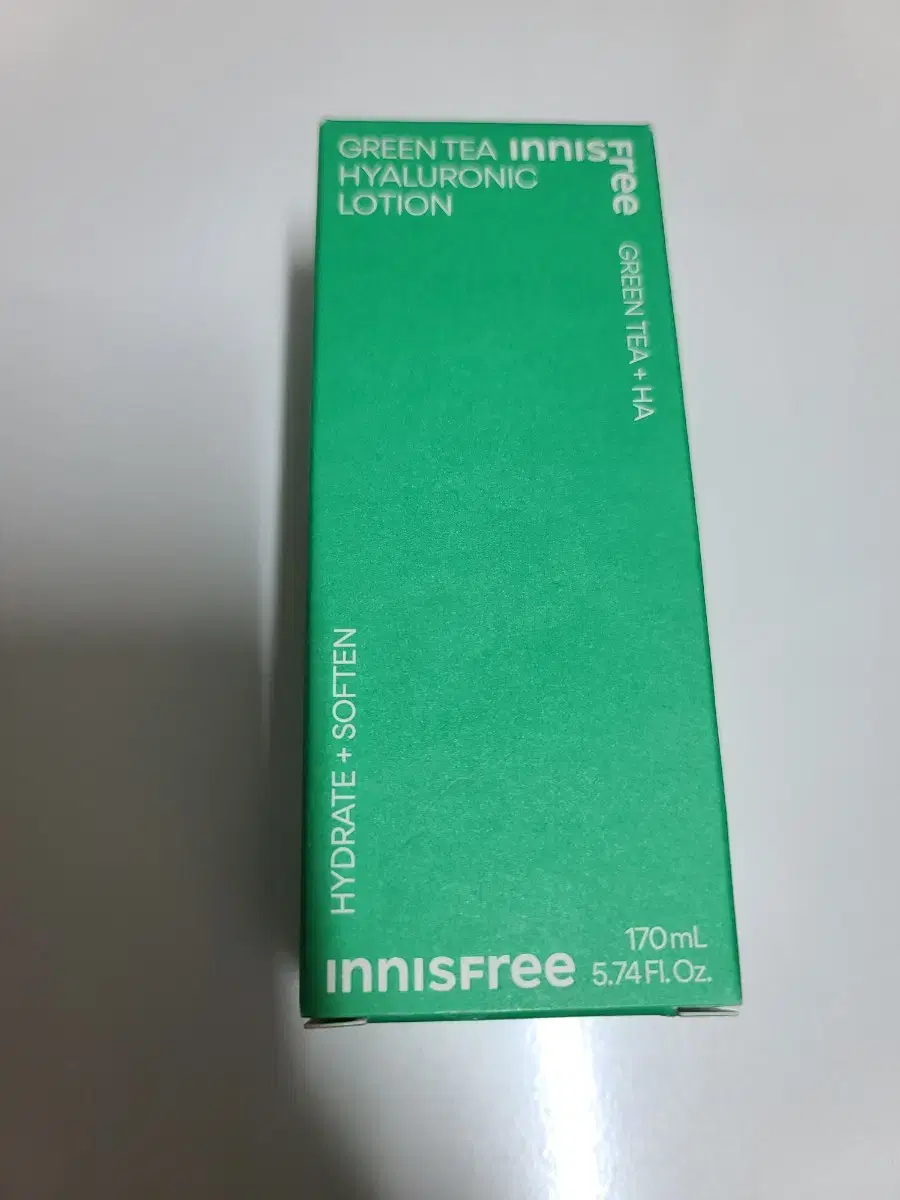 GREEN TEA
HYALURONIC
LOTION
INNISFree
GREEN TEA + HA
HYDRATE + SOFTEN
INNISFree
170 mL
5.74 Fl. Oz.